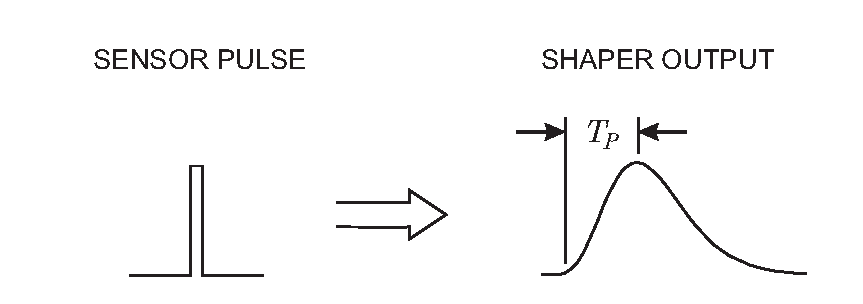 SENSOR PULSE
SHAPER OUTPUT
T_P